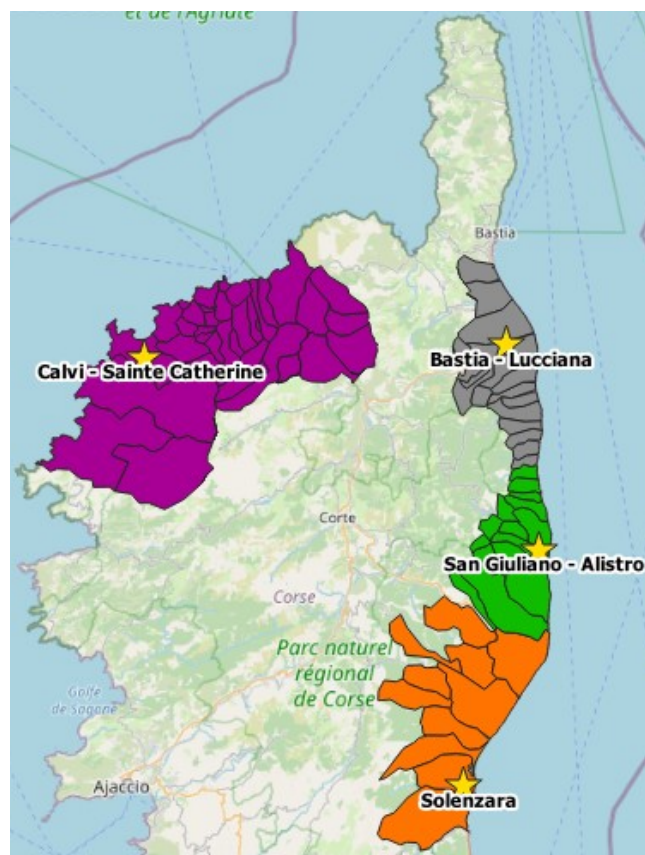 et de l'Agriate
Bastia
Bastia - Lucciana
Calvi - Sainte Catherine
Corte
San Giuliano - Alistro
Corse
Parc naturel
régional
de Corse
Golfe
de Sagone
Ajaccio
Solenzara